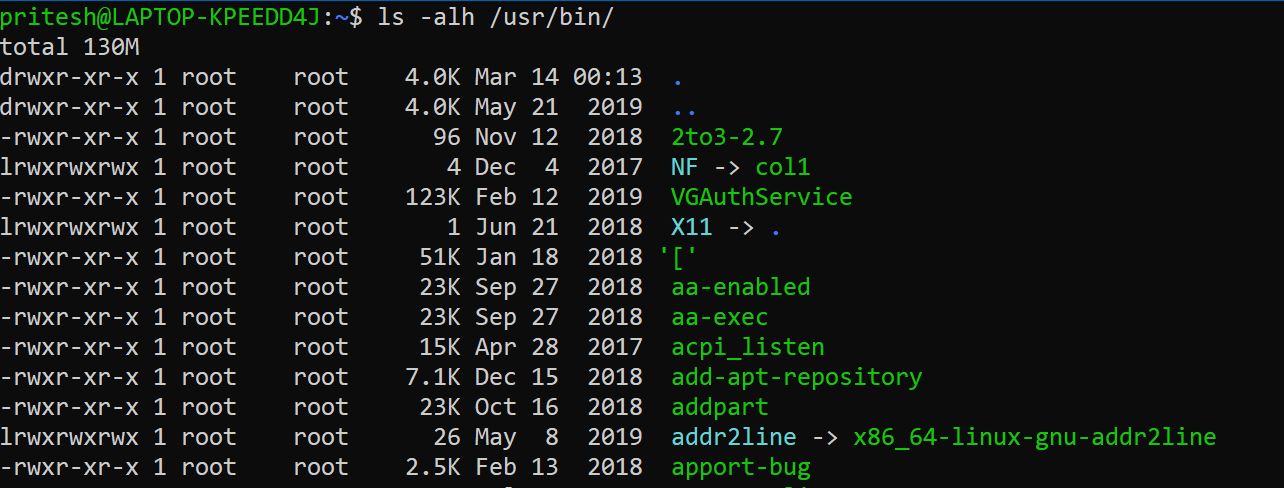 pritesh@LAPTOP-KPEEDD4J:~$ ls -alh /usr/bin/
total 130M
drwxr-xr-x 1 root    root    4.0K Mar 14 00:13  .
drwxr-xr-x 1 root    root    4.0K May 21  2019  ..
-rwxr-xr-x 1 root    root      96 Nov 12  2018  2to3-2.7
lrwxrwxrwx 1 root    root       4 Dec  4  2017  NF -> col1
-rwxr-xr-x 1 root    root    123K Feb 12  2019  VGAuthService
lrwxrwxrwx 1 root    root       1 Jun 21  2018  X11 -> .
-rwxr-xr-x 1 root    root     51K Jan 18  2018 '['
-rwxr-xr-x 1 root    root     23K Sep 27  2018  aa-enabled
-rwxr-xr-x 1 root    root     23K Sep 27  2018  aa-exec
-rwxr-xr-x 1 root    root     15K Apr 28  2017  acpi_listen
-rwxr-xr-x 1 root    root    7.1K Dec 15  2018  add-apt-repository
-rwxr-xr-x 1 root    root     23K Oct 16  2018  addpart
lrwxrwxrwx 1 root    root      26 May  8  2019  addr2line -> x86_64-linux-gnu-addr2line
-rwxr-xr-x 1 root    root    2.5K Feb 13  2018  apport-bug